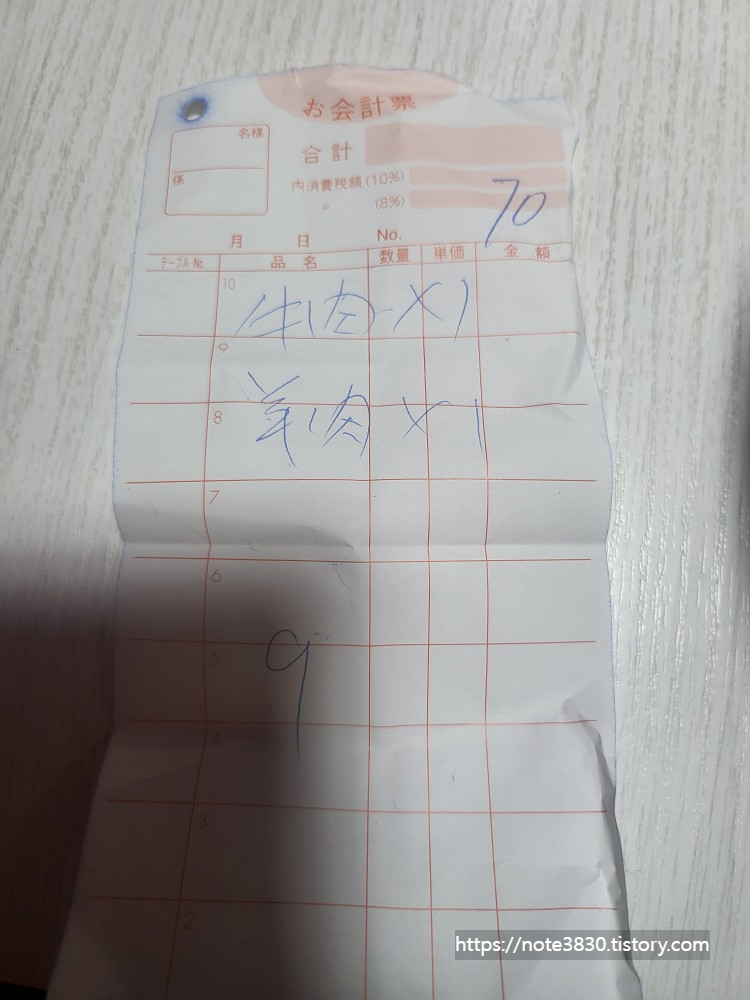 お会計票
名様
係
合計
内消費税額(10%)
〃 (8%)
70
月 日 No.
テーブルNo. 品名 数量 単価 金額
10
牛肉 X1
9
8
羊肉 X1
7
6
5
9
4
3
2
https://note3830.tistory.com